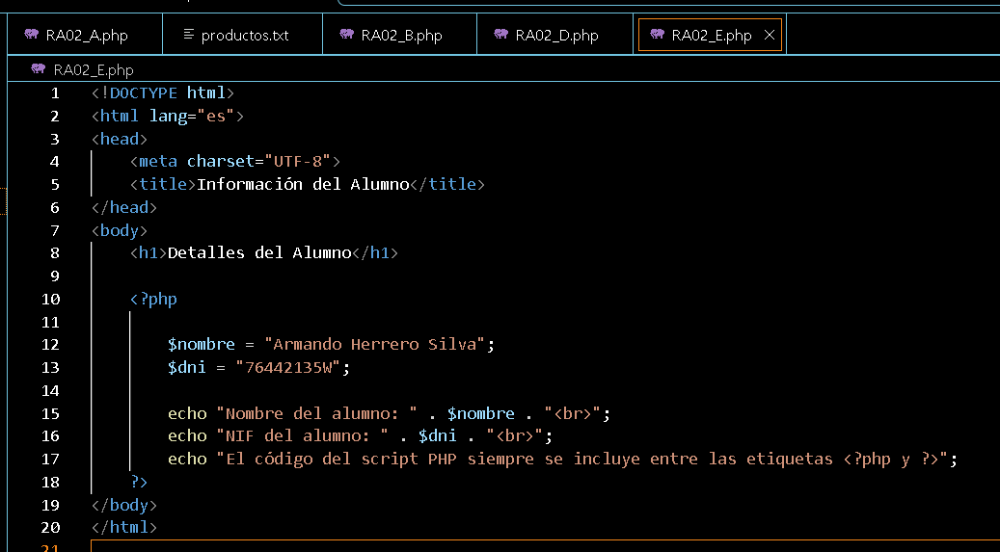 RA02_A.php productos.txt RA02_B.php RA02_D.php RA02_E.php
RA02_E.php
1 <!DOCTYPE html>
2 <html lang="es">
3 <head>
4 <meta charset="UTF-8">
5 <title>Información del Alumno</title>
6 </head>
7 <body>
8 <h1>Detalles del Alumno</h1>
9
10 <?php
11
12 $nombre = "Armando Herrero Silva";
13 $dni = "76442135W";
14
15 echo "Nombre del alumno: " . $nombre . "<br>";
16 echo "NIF del alumno: " . $dni . "<br>";
17 echo "El código del script PHP siempre se incluye entre las etiquetas <?php y ?>";
18 ?>
19 </body>
20 </html>
21